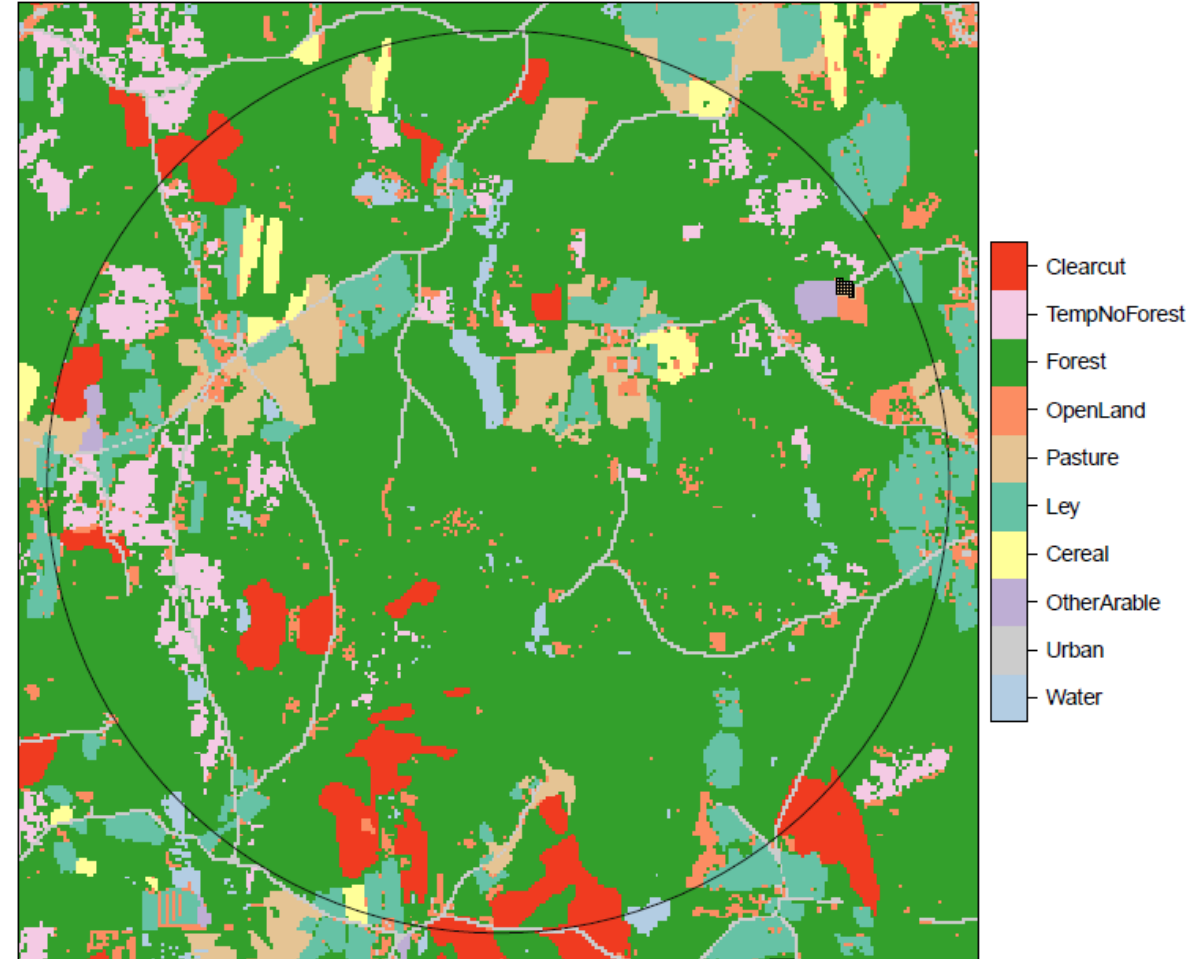 Clearcut
TempNoForest
Forest
OpenLand
Pasture
Ley
Cereal
OtherArable
Urban
Water